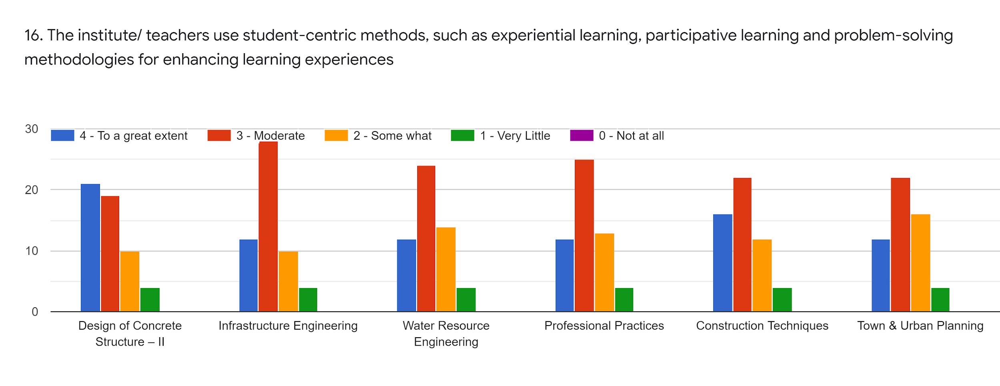 16. The institute/ teachers use student-centric methods, such as experiential learning, participative learning and problem-solving
methodologies for enhancing learning experiences
30
4 - To a great extent
3 - Moderate
2 - Some what
1 - Very Little
0 - Not at all
20
10
0
Design of Concrete
Structure – II
Infrastructure Engineering
Water Resource
Engineering
Professional Practices
Construction Techniques
Town & Urban Planning